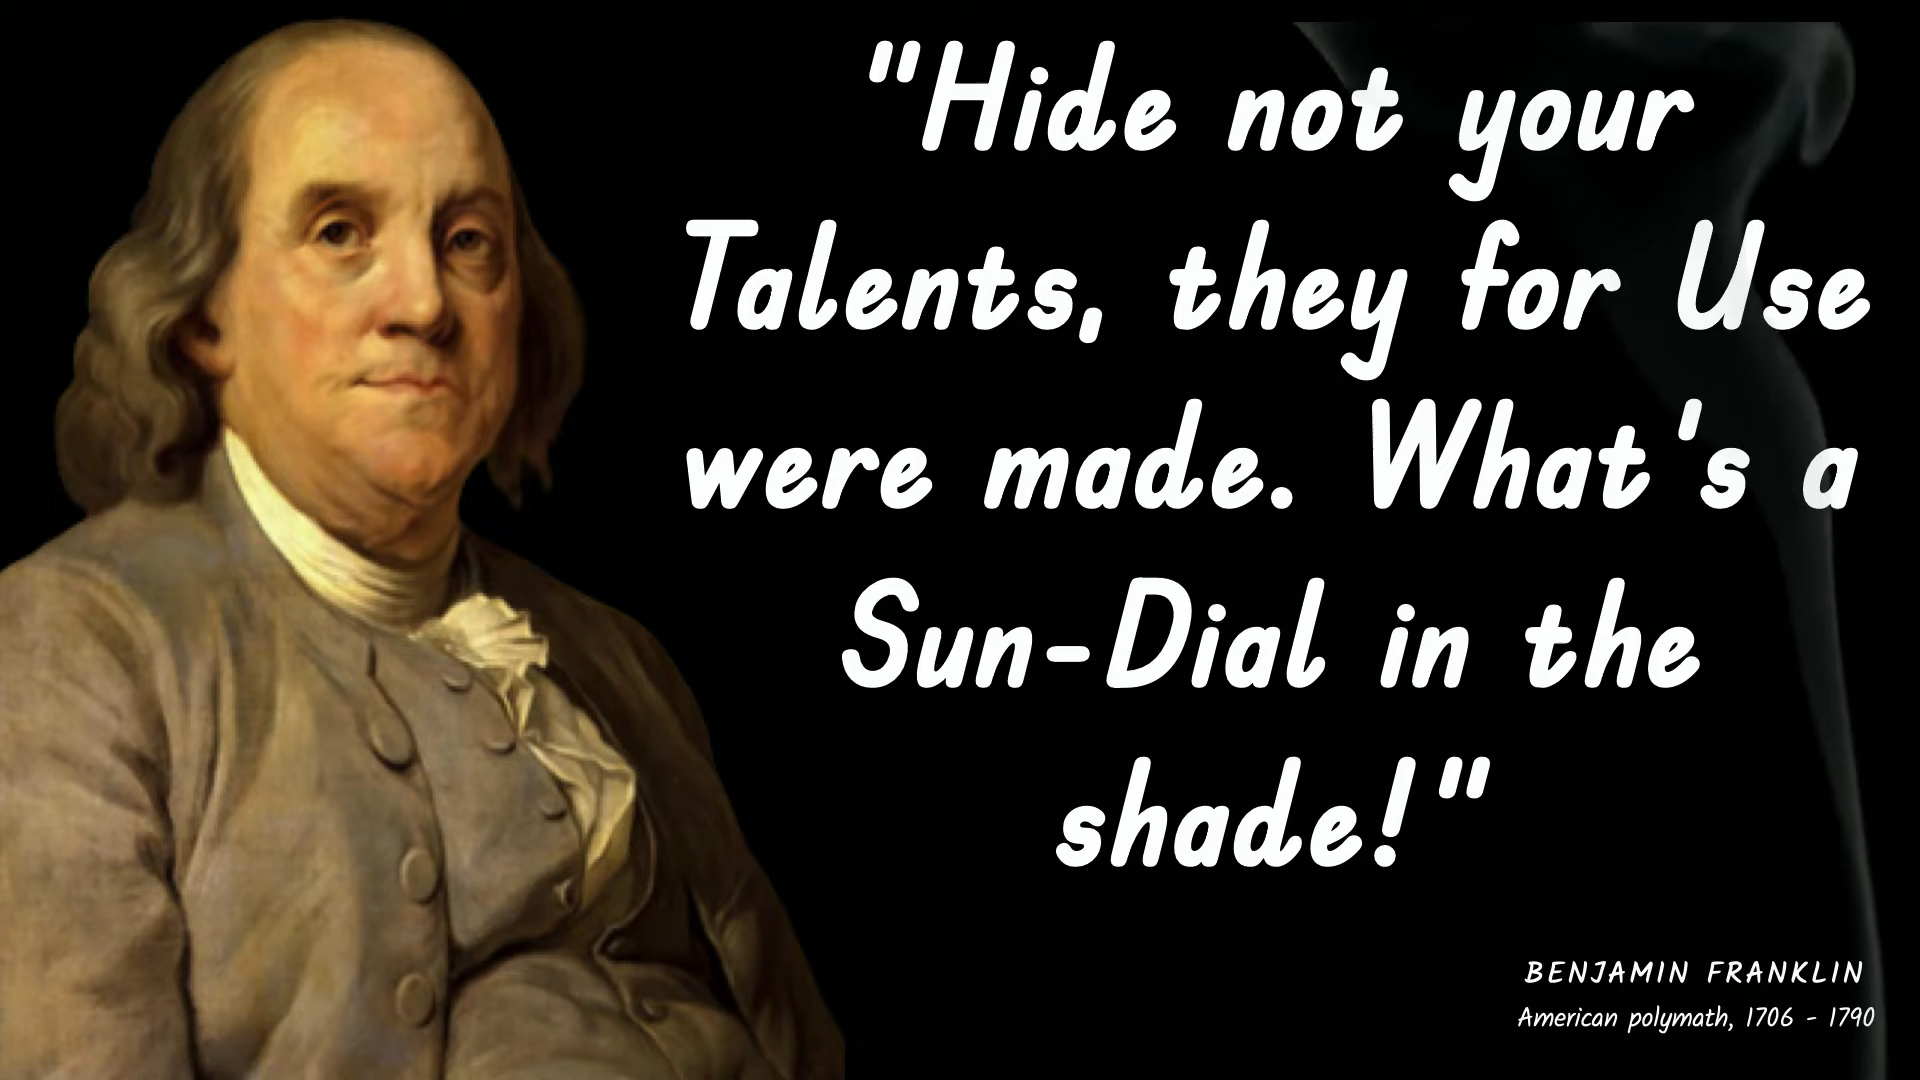 "Hide not your
Talents, they for Use
were made. What's a
Sun-Dial in the
shade!"
BENJAMIN FRANKLIN
American polymath, 1706 - 1790